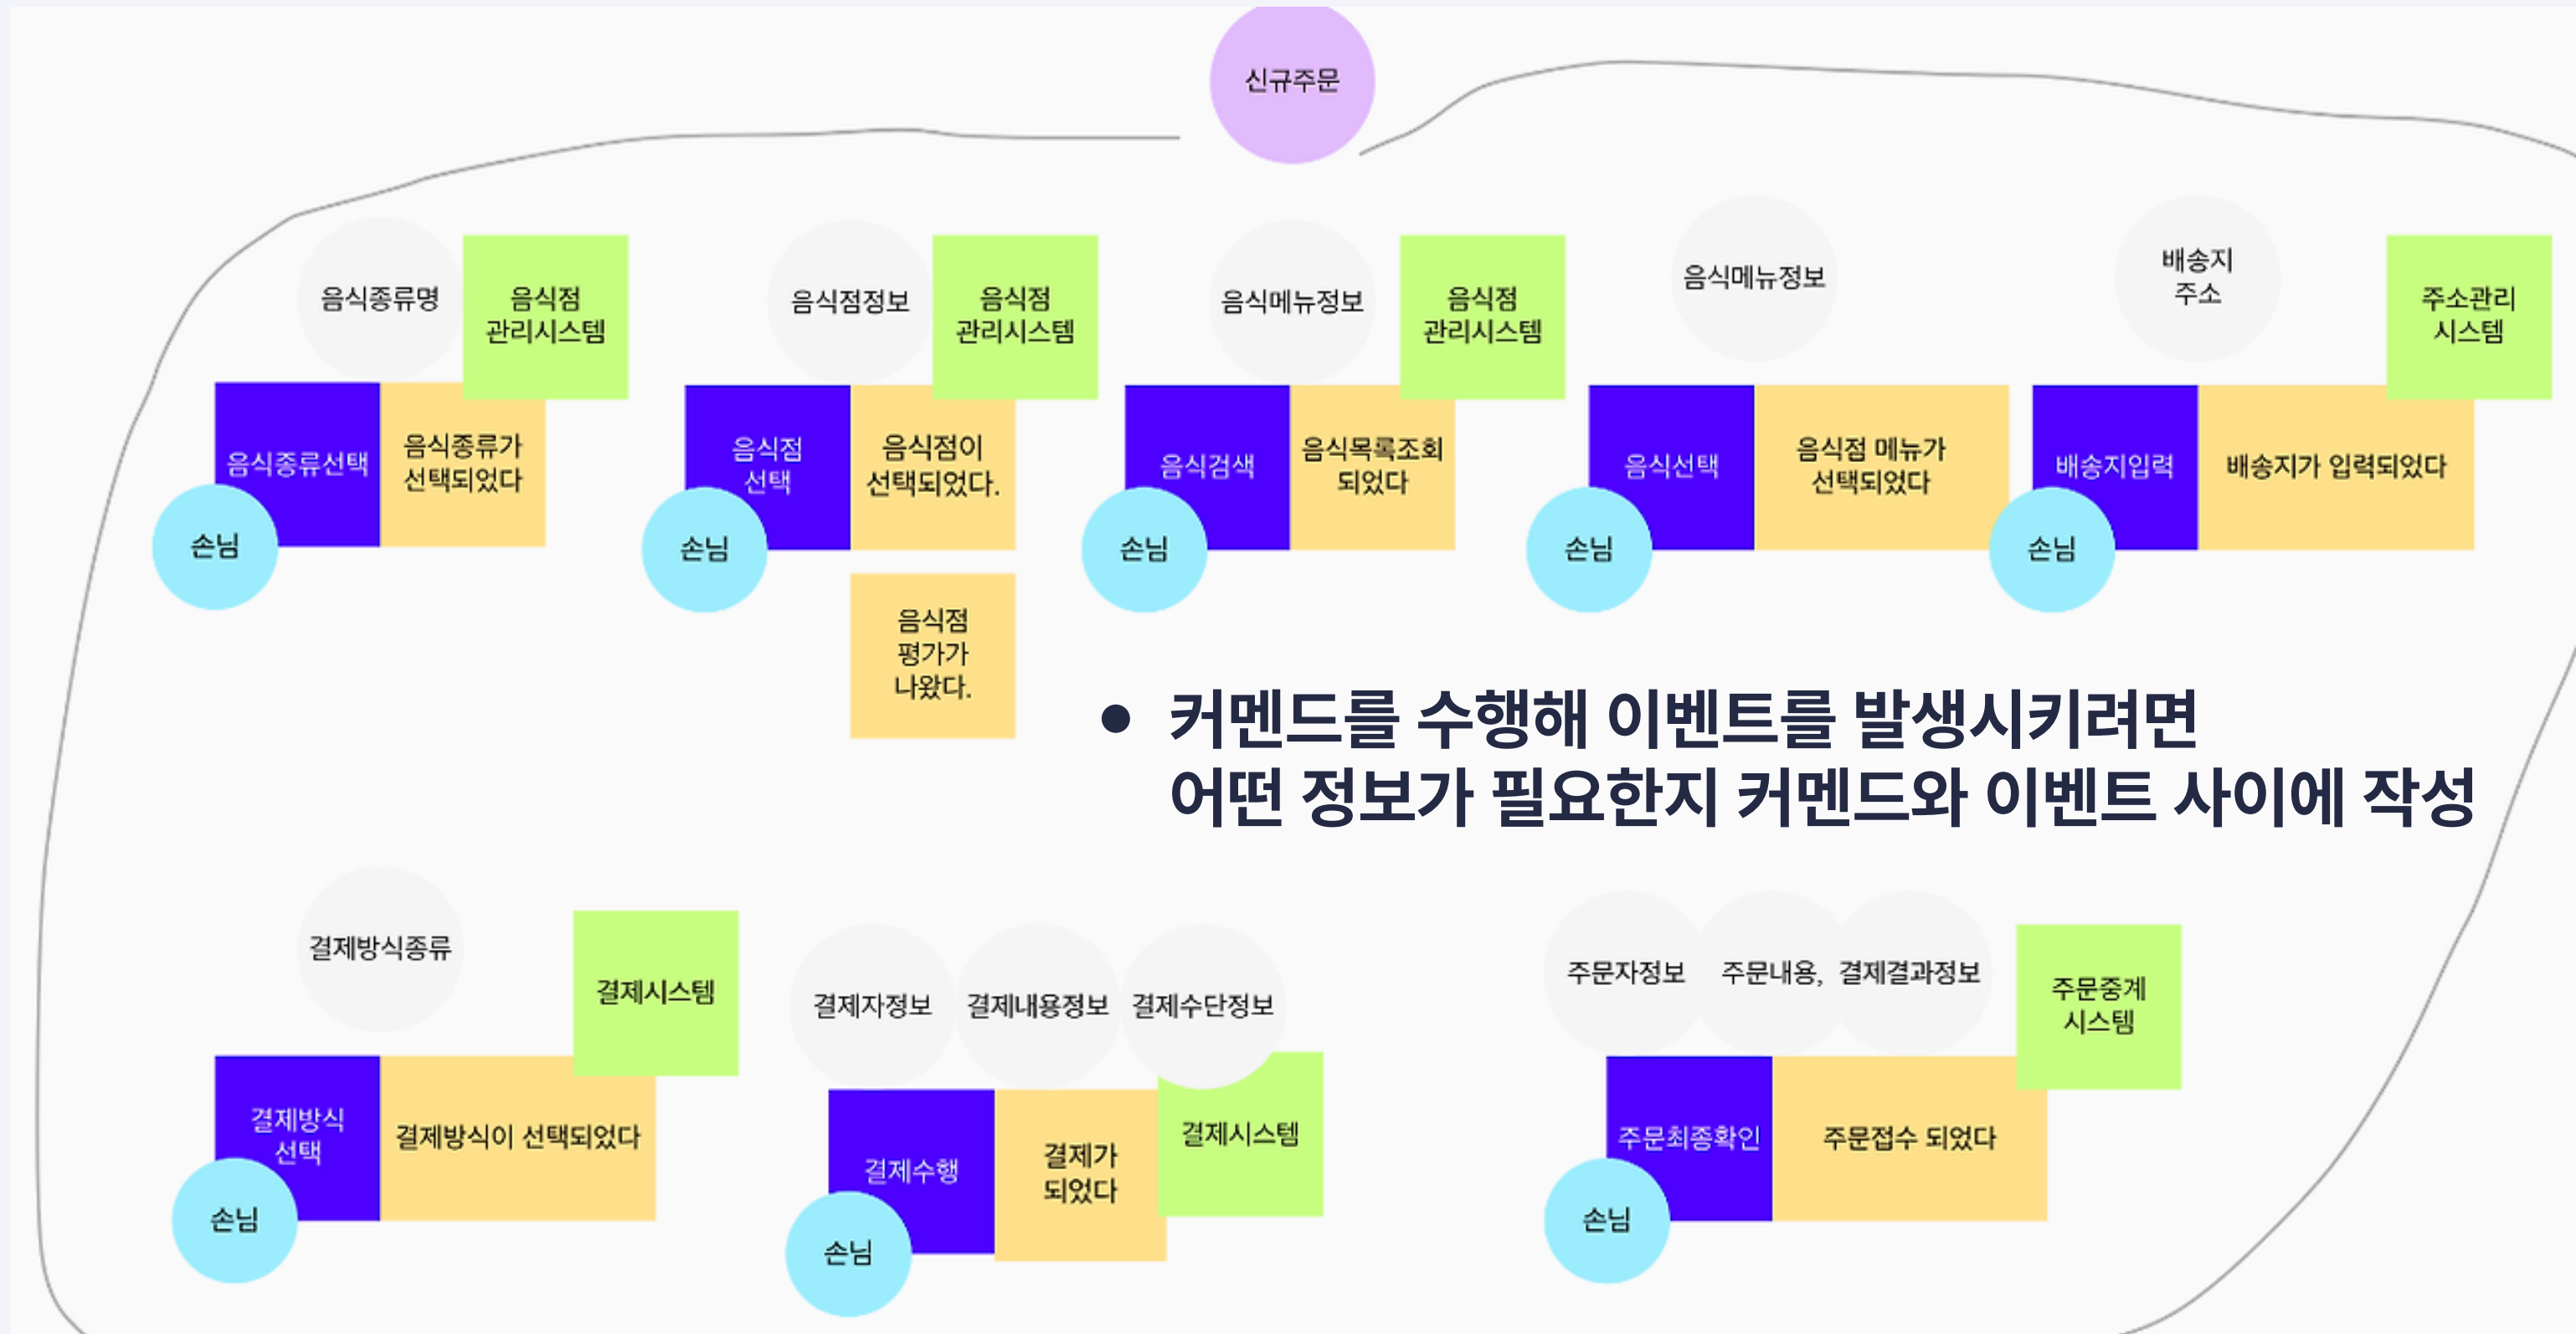 신규주문
음식종류명
음식점
관리시스템
음식종류선택
음식종류가
선택되었다
손님
음식점정보
음식점
관리시스템
음식점
선택
음식점이
선택되었다.
손님
음식점
평가가
나왔다.
음식메뉴정보
음식점
관리시스템
음식검색
음식목록조회
되었다
손님
음식메뉴정보
음식선택
음식점 메뉴가
선택되었다
손님
배송지
주소
주소관리
시스템
배송지입력
배송지가 입력되었다
손님
• 커멘드를 수행해 이벤트를 발생시키려면
어떤 정보가 필요한지 커멘드와 이벤트 사이에 작성
결제방식종류
결제시스템
결제방식
선택
결제방식이 선택되었다
손님
결제자정보
결제내용정보
결제수단정보
결제시스템
결제수행
결제가
되었다
손님
주문자정보
주문내용,
결제결과정보
주문중계
시스템
주문최종확인
주문접수 되었다
손님